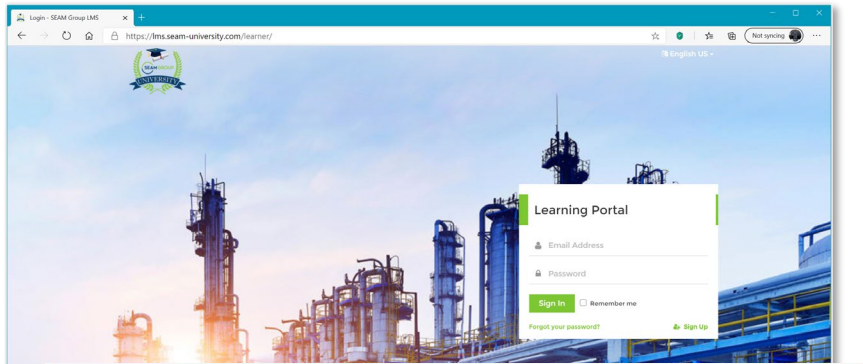 Login - SEAM Group LMS
https://lms.seam-university.com/learner/
Not syncing
SEAM GROUP
UNIVERSITY
English US
Learning Portal
Email Address
Password
Sign In
Remember me
Forgot your password?
Sign Up